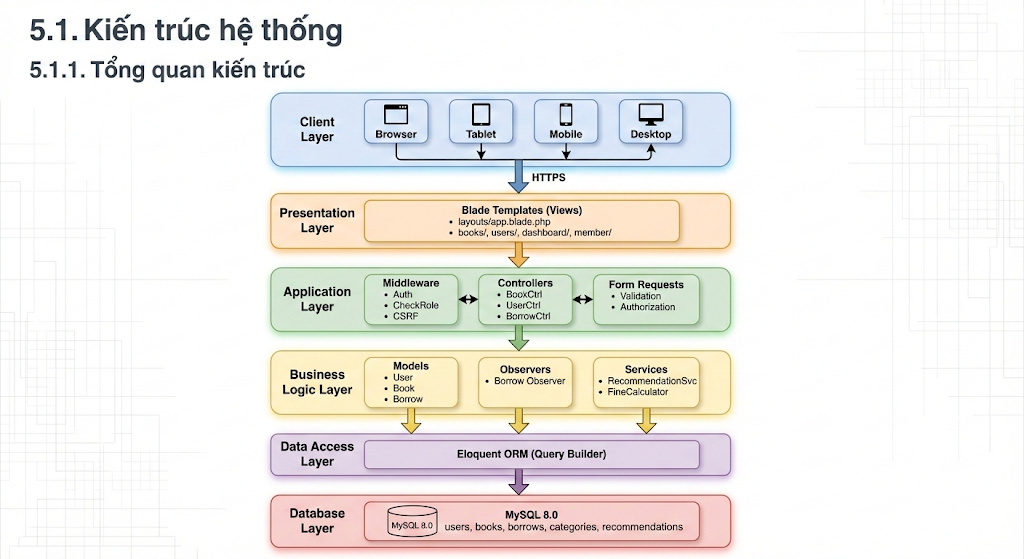 5.1. Kiến trúc hệ thống
5.1.1. Tổng quan kiến trúc
Client
Layer
Browser
Tablet
Mobile
Desktop
HTTPS
Presentation
Layer
Blade Templates (Views)
• layouts/app.blade.php
• books/, users/, dashboard/, member/
Application
Layer
Middleware
• Auth
• CheckRole
• CSRF
Controllers
• BooxCtrl
• UserCtrl
• BorrowCtrl
Form Requests
• Validation
• Authorization
Business
Logic Layer
Models
• User
• Book
• Borrow
Observers
• Borrow Observer
Services
• RecommendationSvc
• FineCalculator
Data Access
Layer
Eloquent ORM (Query Builder)
Database
Layer
MySQL 8.0
MySQL 8.0
users, books, borrows, categories, recommendations